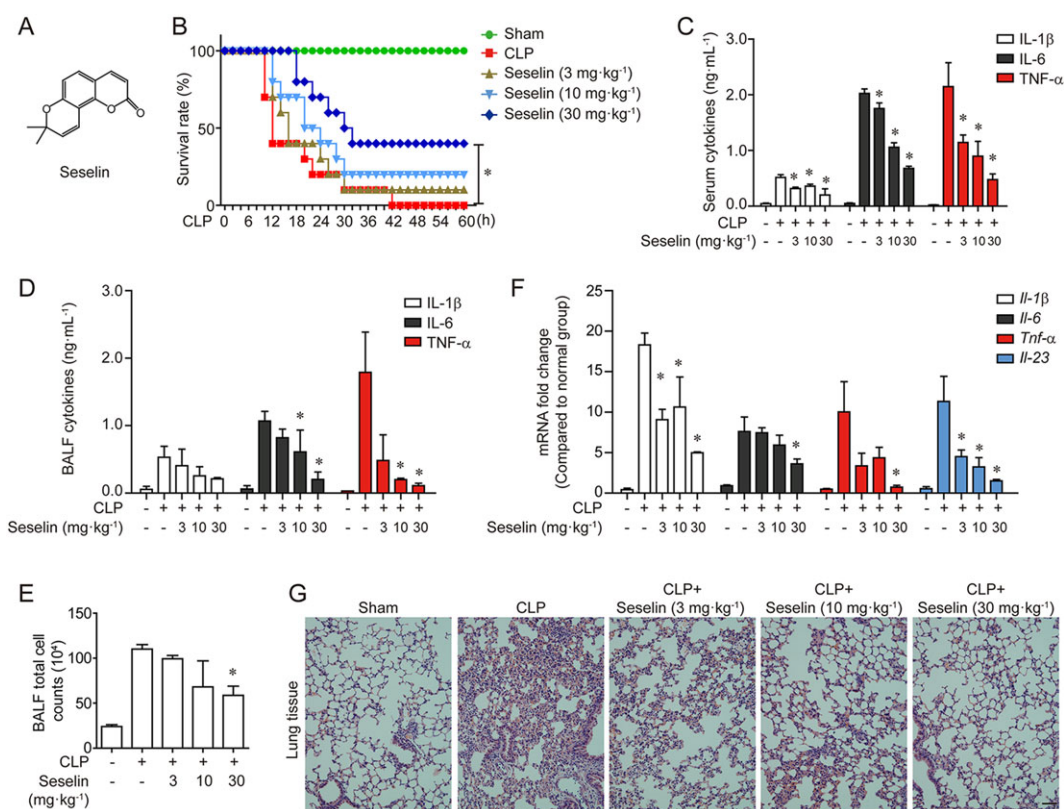 A
Seselin
B
Sham
CLP
Seselin (3 mg·kg⁻¹)
Seselin (10 mg·kg⁻¹)
Seselin (30 mg·kg⁻¹)
Survival rate (%)
100
50
0
*
CLP 0 6 12 18 24 30 36 42 48 54 60 (h)
C
IL-1β
IL-6
TNF-α
Serum cytokines (ng·mL⁻¹)
3.0
2.0
1.0
0.0
* * * * * * * * *
CLP - + + + + - + + + + - + + + +
Seselin (mg·kg⁻¹) - - 3 10 30 - - 3 10 30 - - 3 10 30
D
IL-1β
IL-6
TNF-α
BALF cytokines (ng·mL⁻¹)
3.0
2.0
1.0
0.0
* * * *
CLP - + + + + - + + + + - + + + +
Seselin (mg·kg⁻¹) - - 3 10 30 - - 3 10 30 - - 3 10 30
F
Il-1β
Il-6
Tnf-α
Il-23
mRNA fold change
(Compared to normal group)
25
20
15
10
5
0
* * * * * * * *
CLP - + + + + - + + + + - + + + + - + + + +
Seselin (mg·kg⁻¹) - - 3 10 30 - - 3 10 30 - - 3 10 30 - - 3 10 30
E
BALF total cell
counts (10⁴)
150
100
50
0
*
CLP - + + + +
Seselin - - 3 10 30
(mg·kg⁻¹)
G
Sham
CLP
CLP+
Seselin (3 mg·kg⁻¹)
CLP+
Seselin (10 mg·kg⁻¹)
CLP+
Seselin (30 mg·kg⁻¹)
Lung tissue